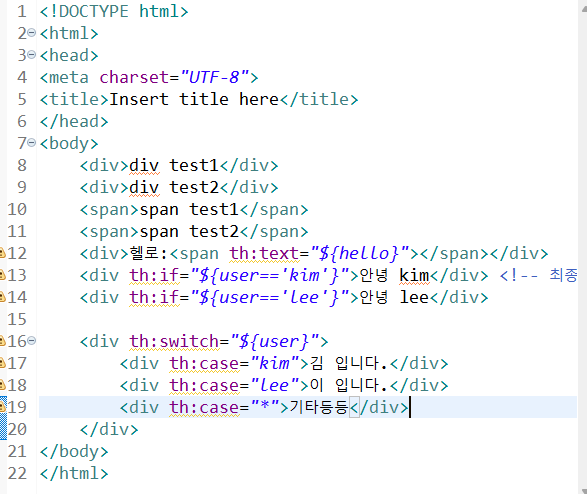 1 <!DOCTYPE html>
2 <html>
3 <head>
4 <meta charset="UTF-8">
5 <title>Insert title here</title>
6 </head>
7 <body>
8     <div>div test1</div>
9     <div>div test2</div>
10     <span>span test1</span>
11     <span>span test2</span>
12     <div>헬로:<span th:text="${hello}"></span></div>
13     <div th:if="${user=='kim'}">안녕 kim</div> <!-- 최종
14     <div th:if="${user=='lee'}">안녕 lee</div>
15
16     <div th:switch="${user}">
17         <div th:case="kim">김 입니다.</div>
18         <div th:case="lee">이 입니다.</div>
19         <div th:case="*">기타등등</div>
20     </div>
21 </body>
22 </html>